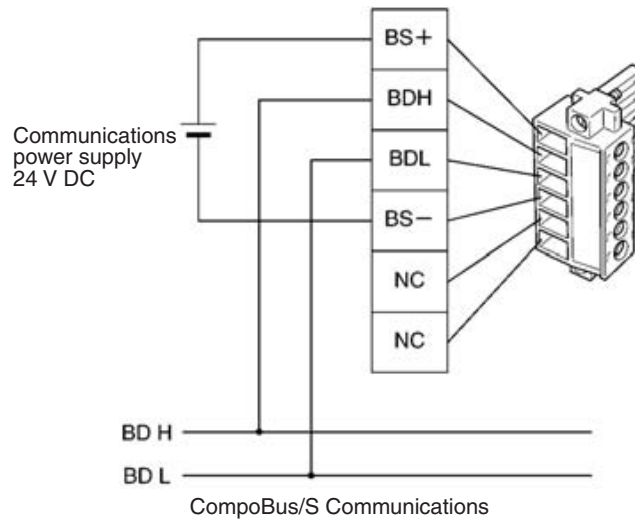 BS+
BDH
Communications
power supply
24 V DC
BDL
BS−
NC
NC
BD H
BD L
CompoBus/S Communications